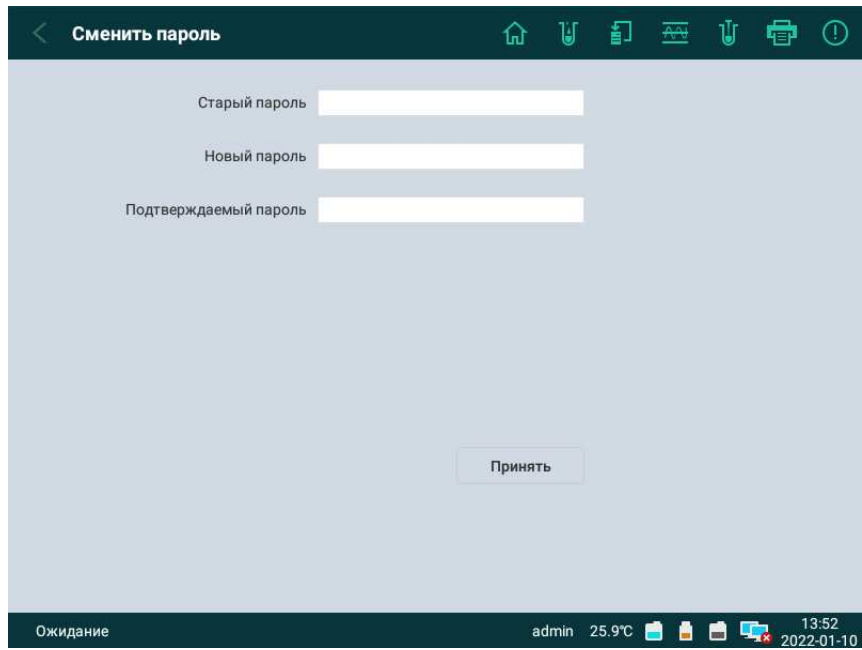 Сменить пароль
Старый пароль
Новый пароль
Подтверждаемый пароль
Принять
Ожидание admin 25.9℃ 13:52
2022-01-10